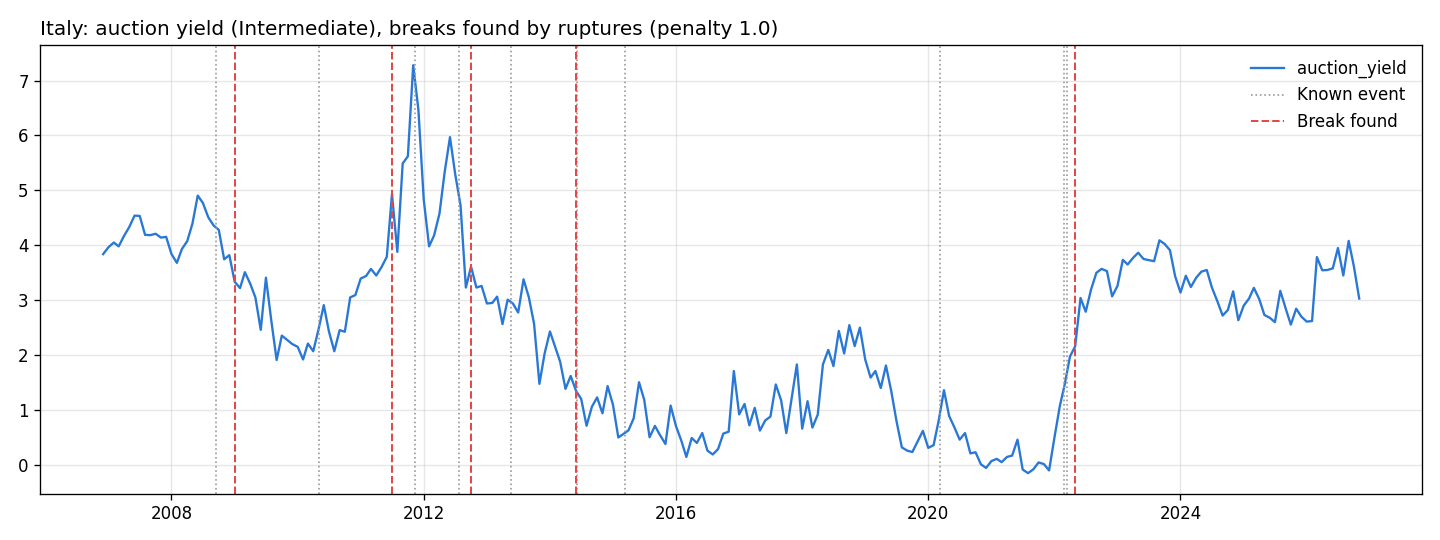 Italy: auction yield (Intermediate), breaks found by ruptures (penalty 1.0)
auction_yield
Known event
Break found
7
6
5
4
3
2
1
0
2008 2012 2016 2020 2024